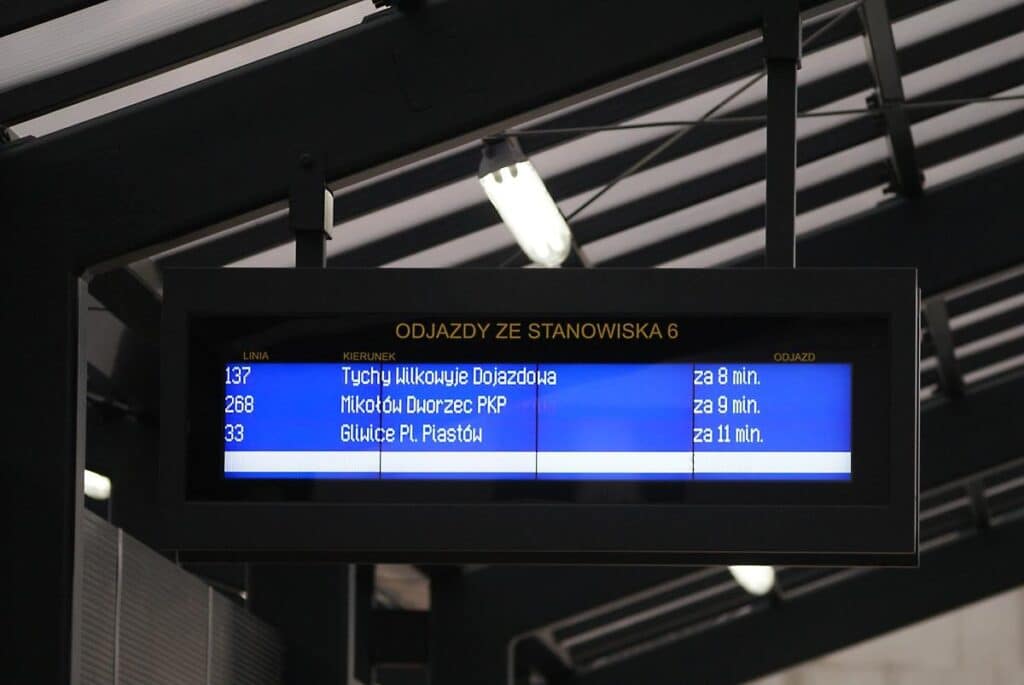 ODJAZDY ZE STANOWISKA 6
LINIA KIERUNEK ODJAZD
137 Tychy Wilkowyje Dojazdowa za 8 min.
268 Mikołów Dworzec PKP za 9 min.
33 Gliwice Pl. Piastów za 11 min.